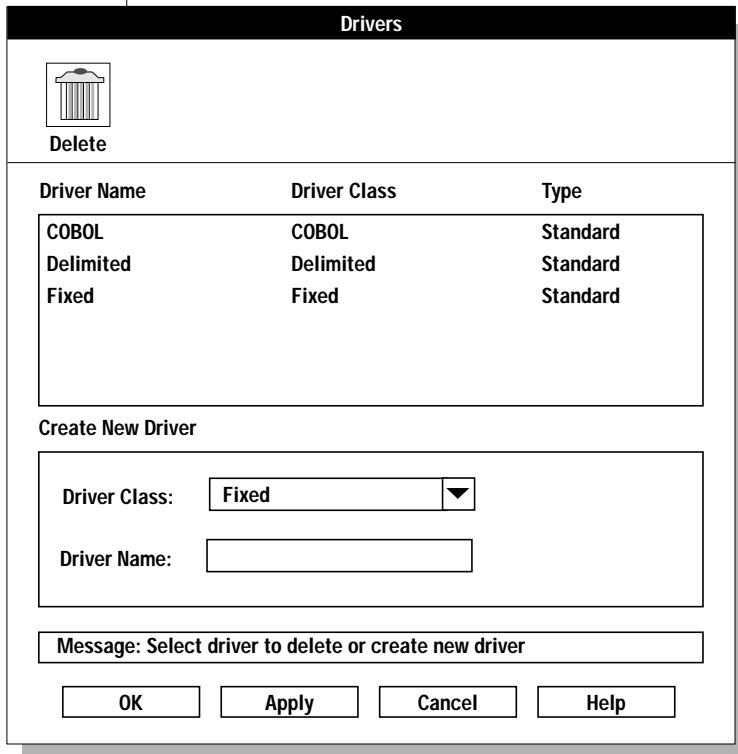 Drivers
Delete
Driver Name Driver Class Type
COBOL COBOL Standard
Delimited Delimited Standard
Fixed Fixed Standard
Create New Driver
Driver Class: Fixed
Driver Name:
Message: Select driver to delete or create new driver
OK Apply Cancel Help